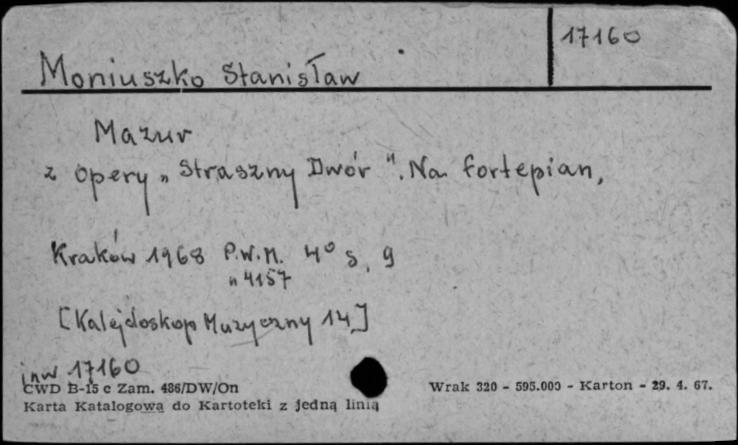 17160
Moniuszko Stanisław
Mazur
z opery „Straszny Dwór". Na fortepian,
Kraków 1968 P.W.M. 4° s. 9
n 4157
[Kalejdoskop Muzyczny 14]
inw 17160
CWD B-15 c Zam. 486/DW/On
Wrak 320 - 595.000 - Karton - 29. 4. 67.
Karta Katalogowa do Kartoteki z jedną linią